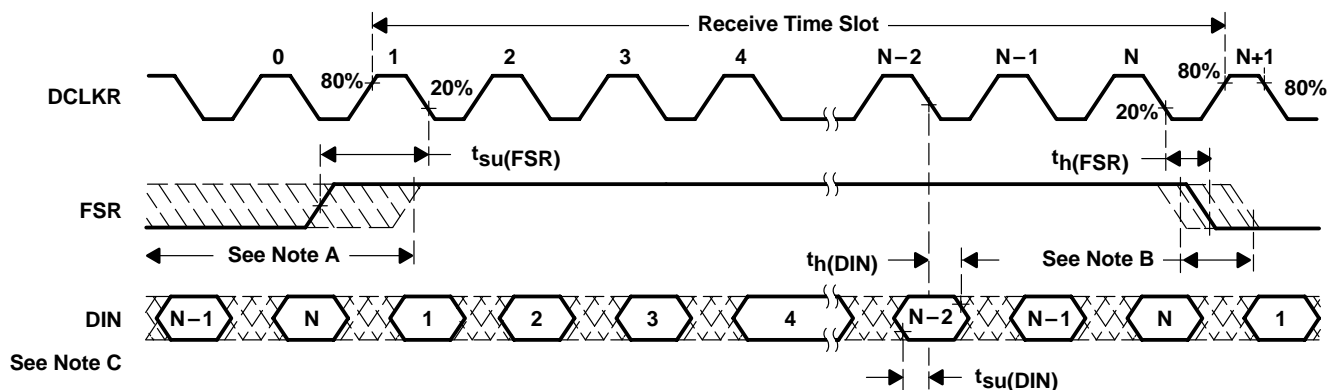 Receive Time Slot
0 1 2 3 4 N−2 N−1 N N+1
80% 20% 80% 80%
DCLKR
20%
tsu(FSR) th(FSR)
FSR
See Note A th(DIN) See Note B
DIN N−1 N 1 2 3 4 N−2 N−1 N 1
See Note C
tsu(DIN)